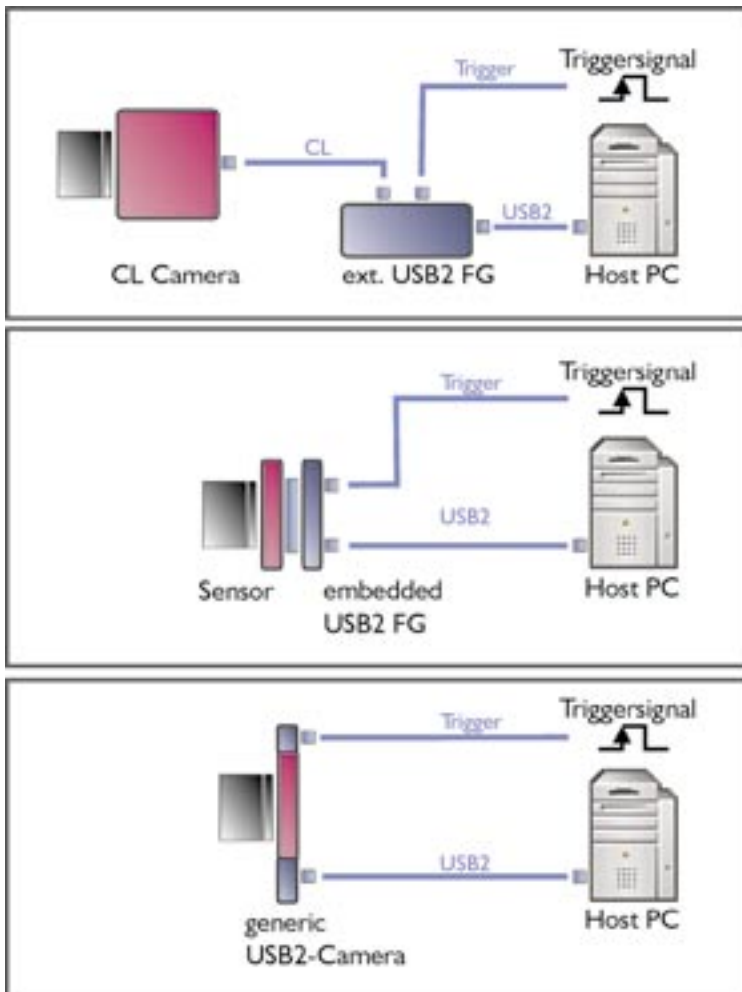 Trigger
Triggersignal
CL
USB2
CL Camera
ext. USB2 FG
Host PC
Trigger
Triggersignal
USB2
Sensor
embedded
USB2 FG
Host PC
Trigger
Triggersignal
USB2
generic
USB2-Camera
Host PC